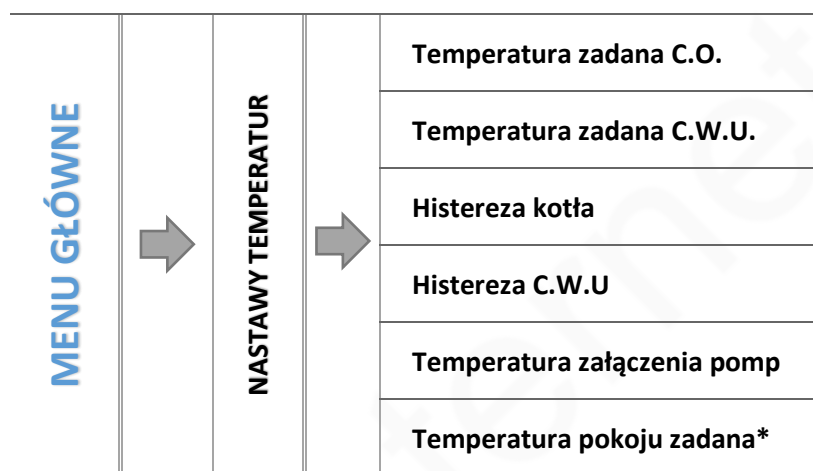 MENU GŁÓWNE
NASTAWY TEMPERATUR
Temperatura zadana C.O.
Temperatura zadana C.W.U.
Histereza kotła
Histereza C.W.U
Temperatura załączenia pomp
Temperatura pokoju zadana*